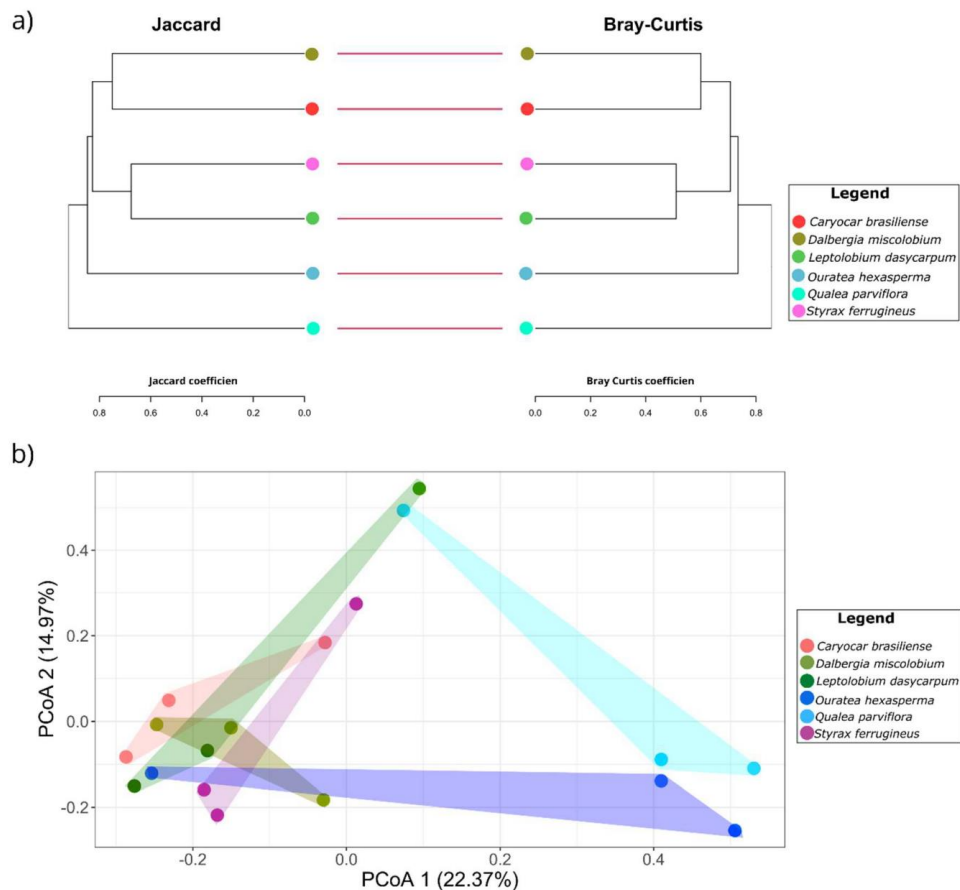 a)
Jaccard
Bray-Curtis
Legend
Caryocar brasiliense
Dalbergia miscolobium
Leptolobium dasycarpum
Ouratea hexasperma
Qualea parviflora
Styrax ferrugineus
Jaccard coefficien
0.8 0.6 0.4 0.2 0.0
Bray Curtis coefficien
0.0 0.2 0.4 0.6 0.8
b)
PCoA 2 (14.97%)
0.4
0.2
0.0
-0.2
-0.2 0.0 0.2 0.4
PCoA 1 (22.37%)
Legend
Caryocar brasiliense
Dalbergia miscolobium
Leptolobium dasycarpum
Ouratea hexasperma
Qualea parviflora
Styrax ferrugineus